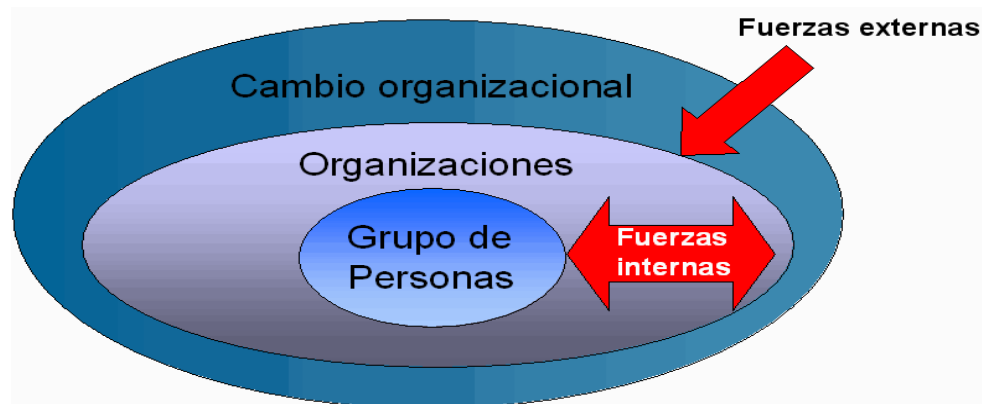 Fuerzas externas
Cambio organizacional
Organizaciones
Grupo de
Personas
Fuerzas
internas